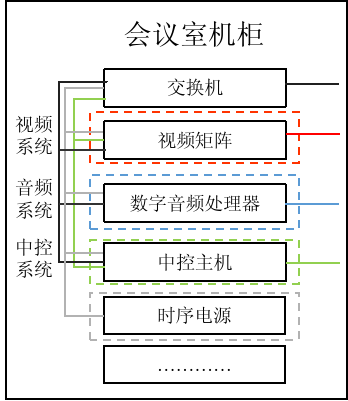 会议室机柜
交换机
视频
系统
视频矩阵
音频
系统
数字音频处理器
中控
系统
中控主机
时序电源
…………